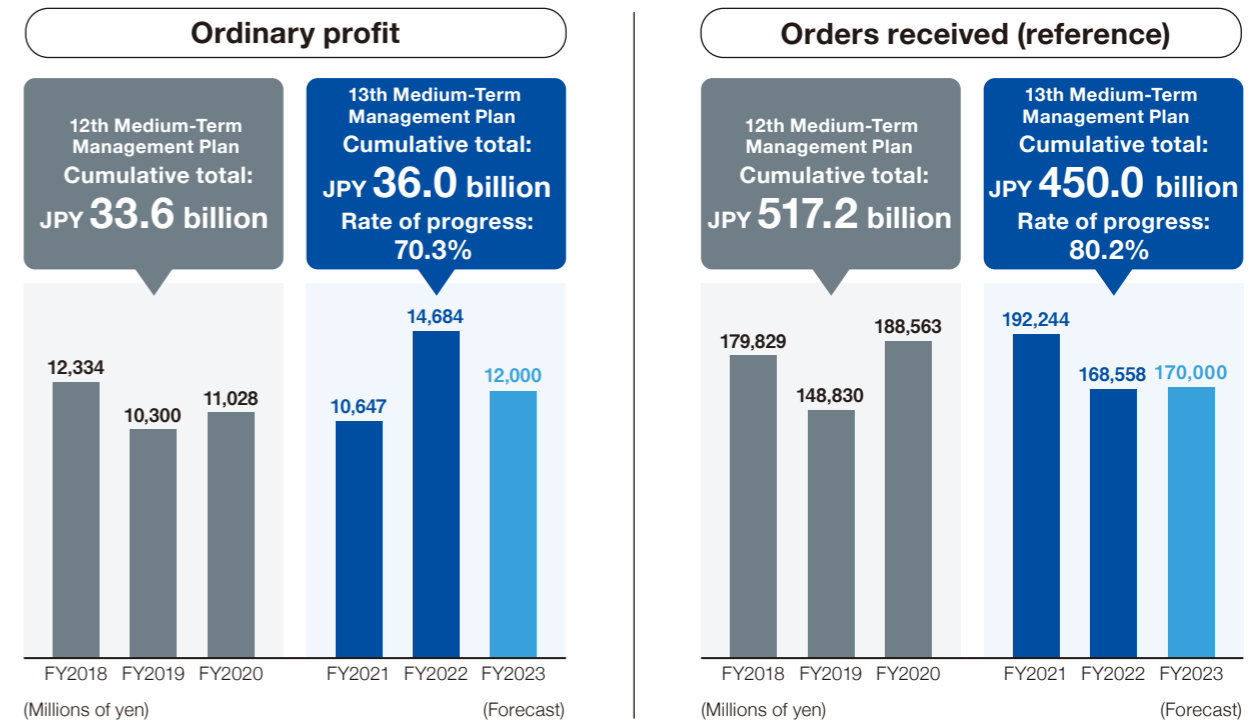 Ordinary profit
12th Medium-Term
Management Plan
Cumulative total:
JPY 33.6 billion
13th Medium-Term
Management Plan
Cumulative total:
JPY 36.0 billion
Rate of progress:
70.3%
12,334
10,300
11,028
10,647
14,684
12,000
FY2018 FY2019 FY2020 FY2021 FY2022 FY2023
(Millions of yen) (Forecast)
Orders received (reference)
12th Medium-Term
Management Plan
Cumulative total:
JPY 517.2 billion
13th Medium-Term
Management Plan
Cumulative total:
JPY 450.0 billion
Rate of progress:
80.2%
179,829
148,830
188,563
192,244
168,558
170,000
FY2018 FY2019 FY2020 FY2021 FY2022 FY2023
(Millions of yen) (Forecast)